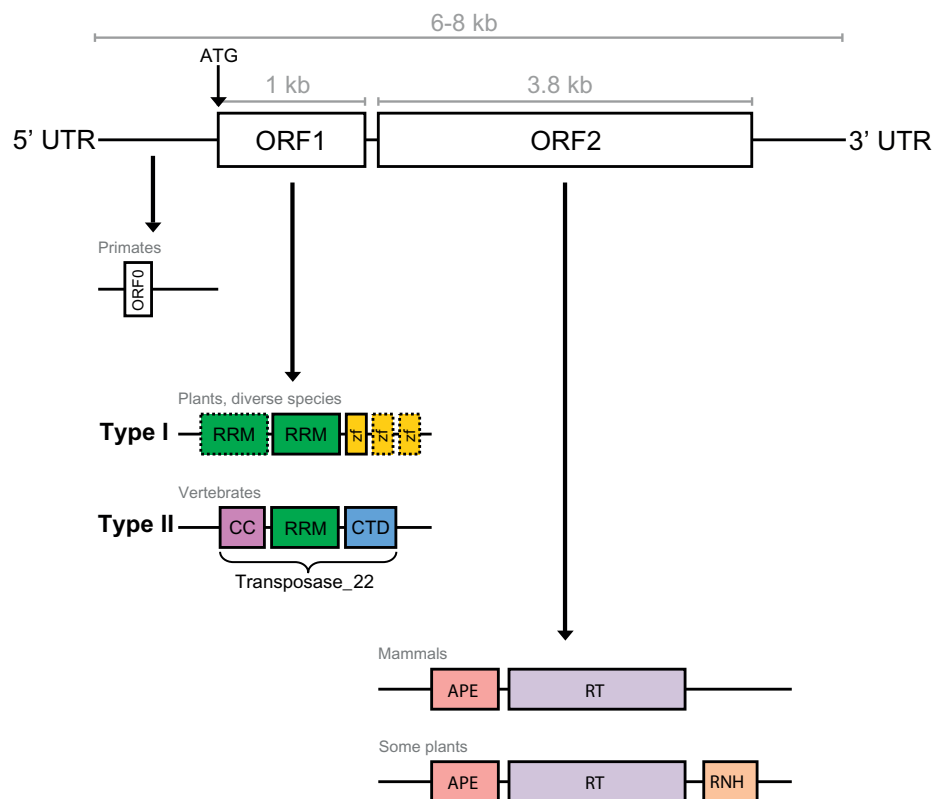 6-8 kb
ATG
1 kb
3.8 kb
5’ UTR
ORF1
ORF2
3’ UTR
Primates
ORF0
Plants, diverse species
Type I
RRM
RRM
zf
zf
zf
Vertebrates
Type II
CC
RRM
CTD
Transposase_22
Mammals
APE
RT
Some plants
APE
RT
RNH